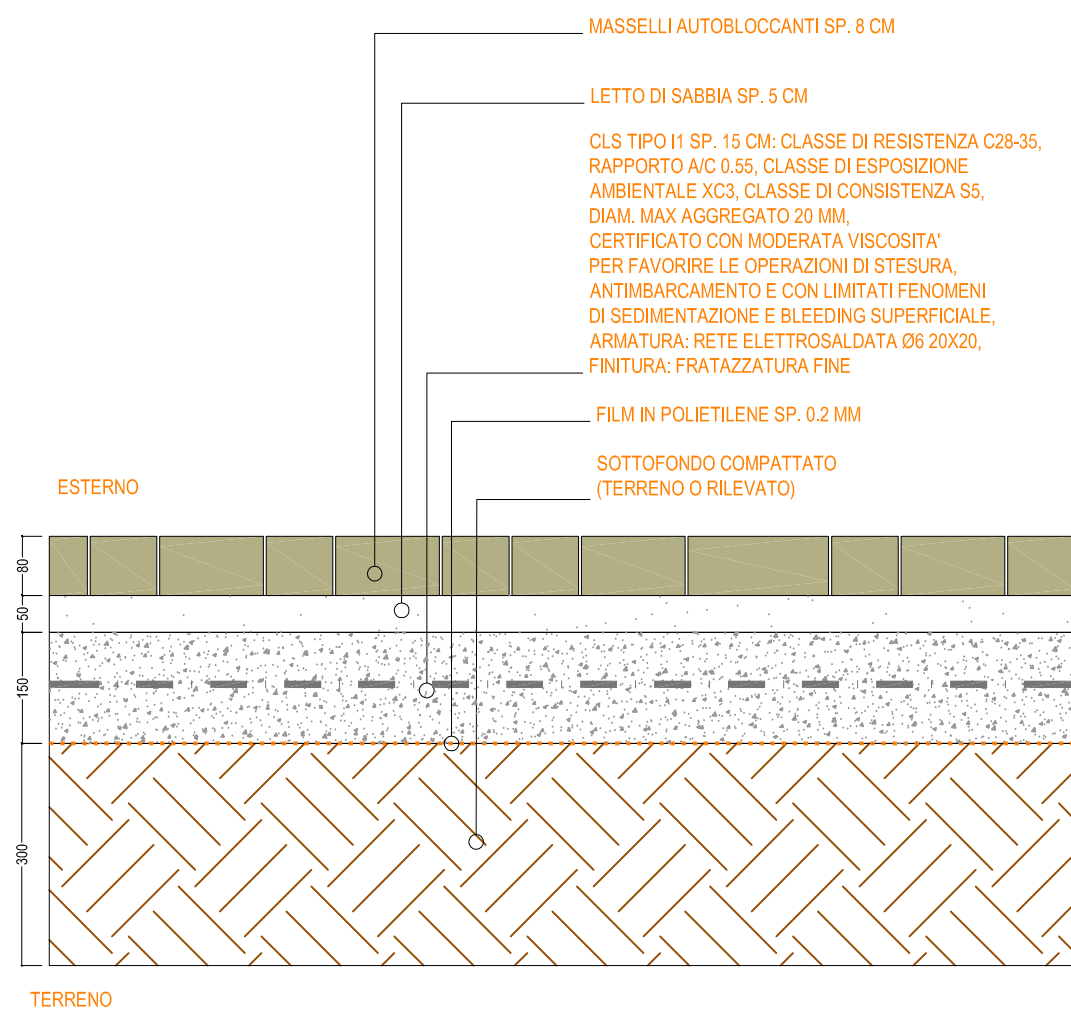 MASSELLI AUTOBLOCCANTI SP. 8 CM
LETTO DI SABBIA SP. 5 CM
CLS TIPO I1 SP. 15 CM: CLASSE DI RESISTENZA C28-35,
RAPPORTO A/C 0.55, CLASSE DI ESPOSIZIONE
AMBIENTALE XC3, CLASSE DI CONSISTENZA S5,
DIAM. MAX AGGREGATO 20 MM,
CERTIFICATO CON MODERATA VISCOSITA'
PER FAVORIRE LE OPERAZIONI DI STESURA,
ANTIMBARCAMENTO E CON LIMITATI FENOMENI
DI SEDIMENTAZIONE E BLEEDING SUPERFICIALE,
ARMATURA: RETE ELETTROSALDATA Ø6 20X20,
FINITURA: FRATAZZATURA FINE
FILM IN POLIETILENE SP. 0.2 MM
SOTTOFONDO COMPATTATO
(TERRENO O RILEVATO)
ESTERNO
80
50
150
300
TERRENO